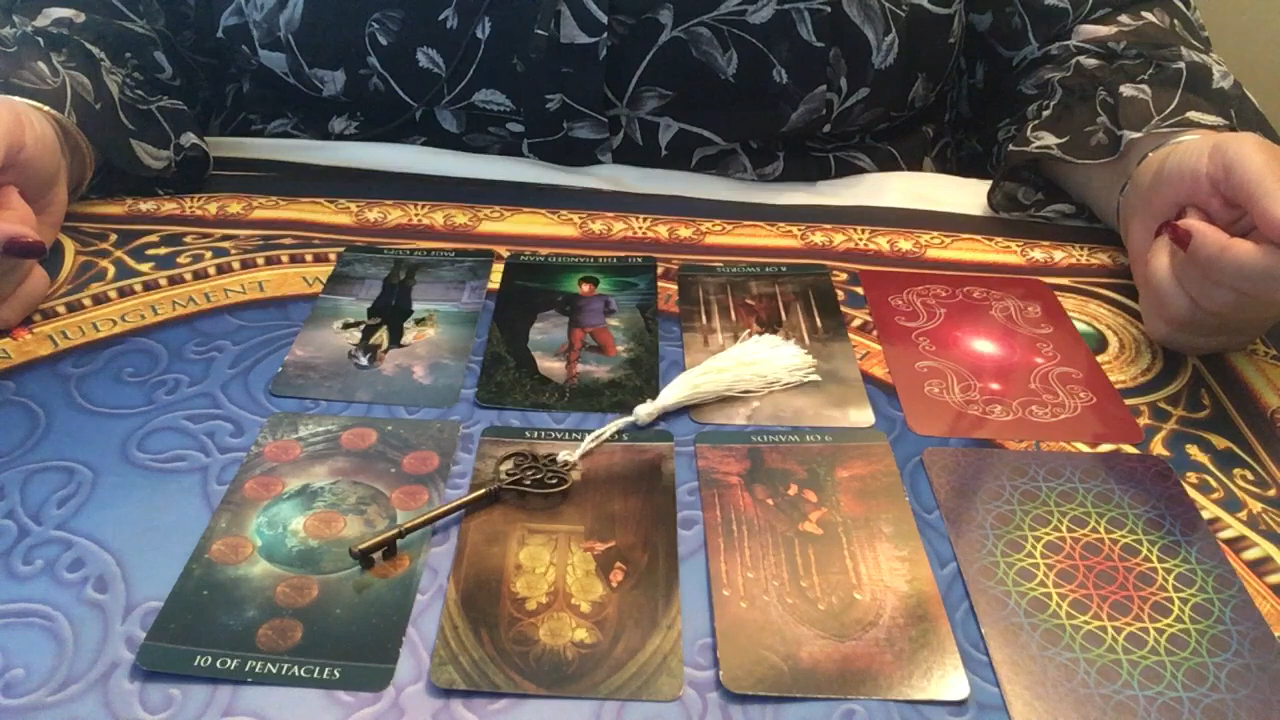 N JUDGEMENT W
PAGE OF CUPS
XII - THE HANGED MAN
8 OF SWORDS
5 OF PENTACLES
9 OF WANDS
10 OF PENTACLES